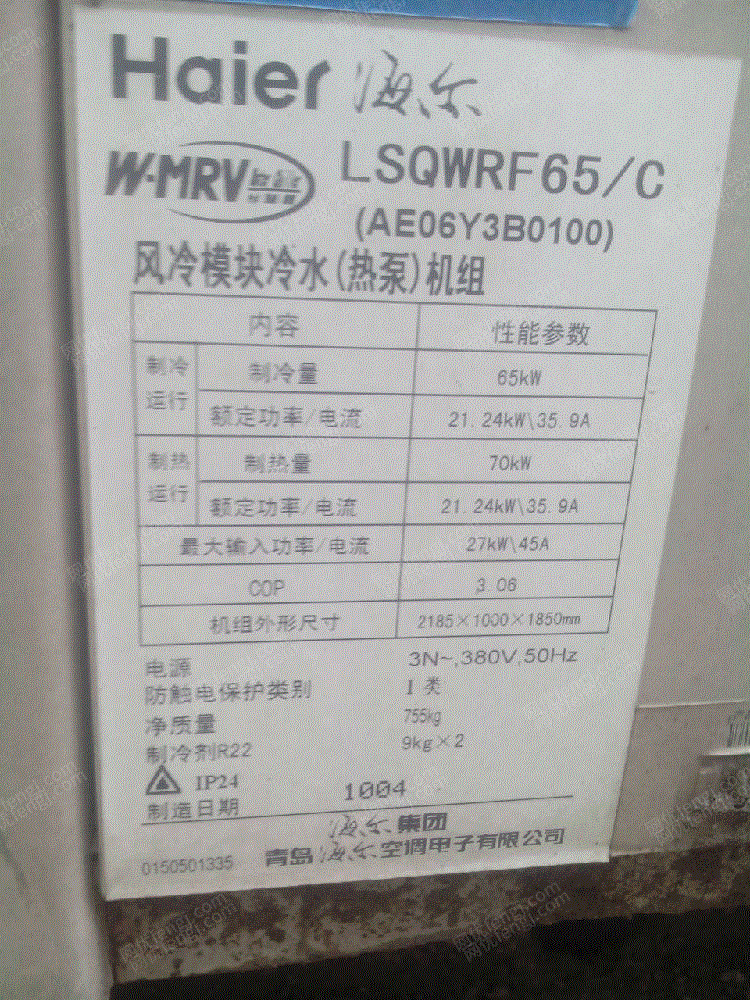 Haier 海尔
W-MRV
LSQWRF65/C
(AE06Y3B0100)
风冷模块冷水(热泵)机组
内容 性能参数
制冷运行 制冷量 65kW
额定功率/电流 21.24kW\35.9A
制热运行 制热量 70kW
额定功率/电流 21.24kW\35.9A
最大输入功率/电流 27kW\45A
COP 3.06
机组外形尺寸 2185×1000×1850mm
电源 3N~,380V,50Hz
防触电保护类别 I 类
净质量 755kg
制冷剂R22 9kg×2
IP24
制造日期 1004
海尔集团
0150501335 青岛海尔空调电子有限公司